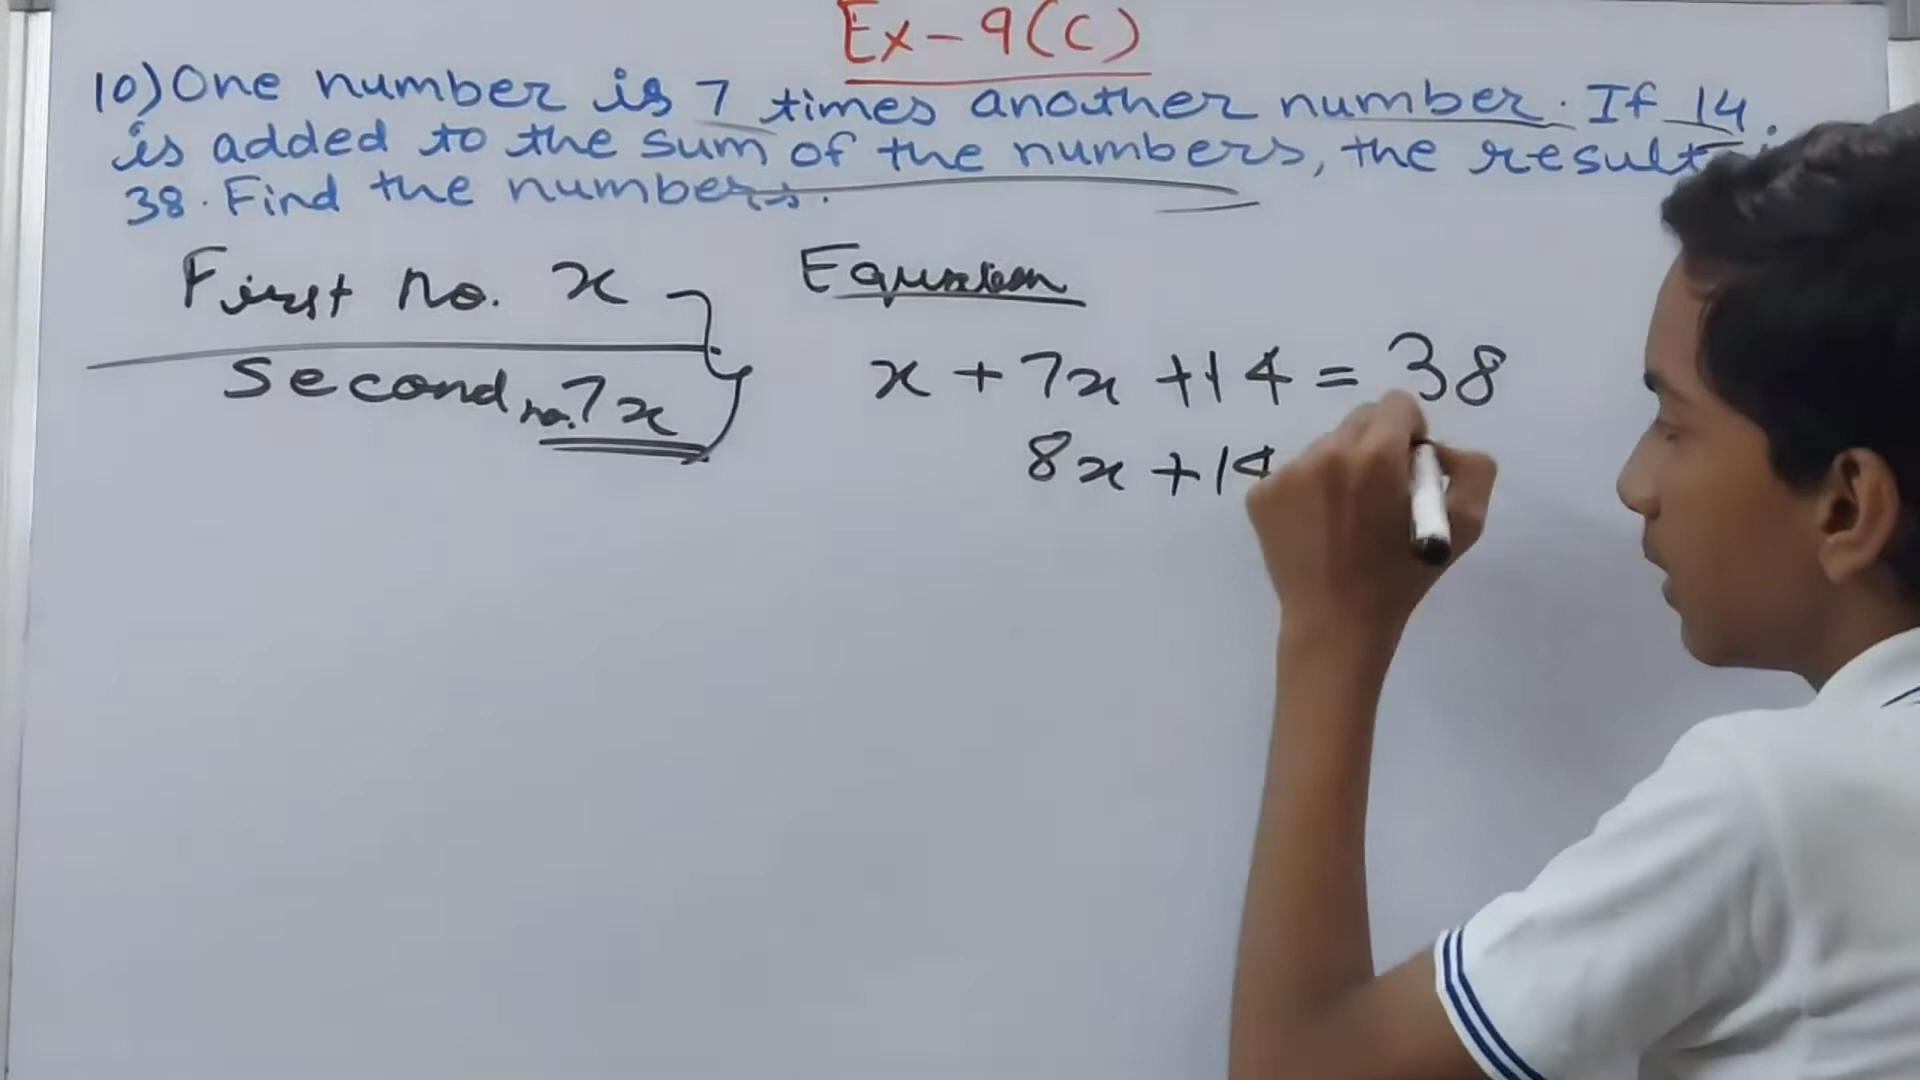 Ex-9(C)
10) One number is 7 times another number. If 14
is added to the sum of the numbers, the result
38. Find the numbers.
First no. x
Second no. 7x
Equation
x + 7x + 14 = 38
8x + 14